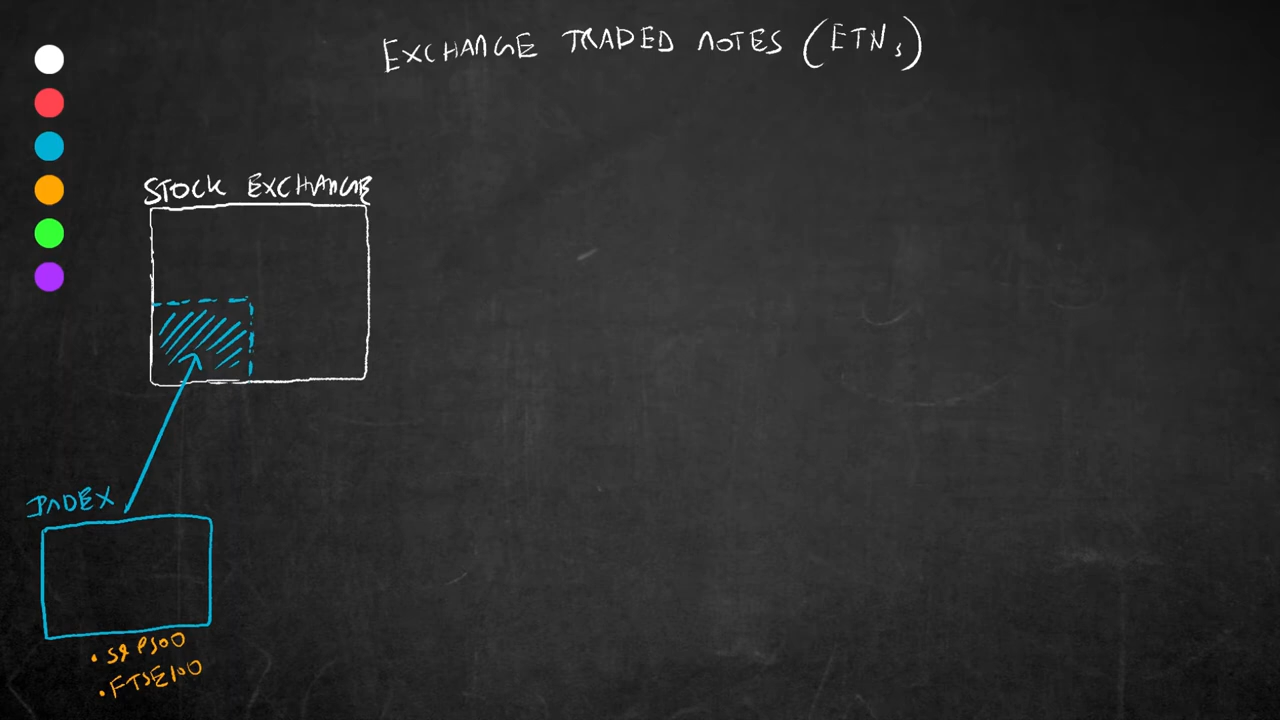 EXCHANGE TRADED NOTES (ETNs)
STOCK EXCHANGE
INDEX
• S&P500
• FTSE100